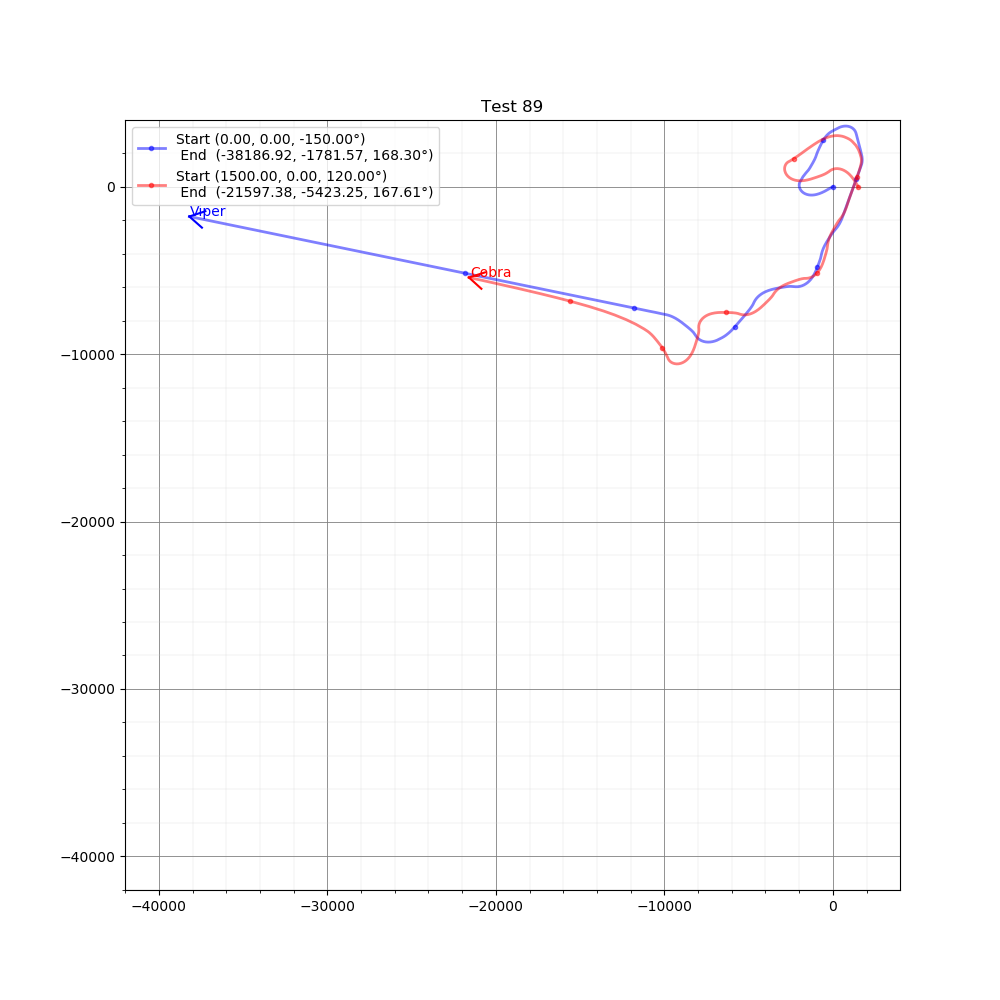 Test 89
Start (0.00, 0.00, -150.00°)
End  (-38186.92, -1781.57, 168.30°)
Start (1500.00, 0.00, 120.00°)
End  (-21597.38, -5423.25, 167.61°)
0
Viper
Cobra
−10000
−20000
−30000
−40000
−40000 −30000 −20000 −10000 0